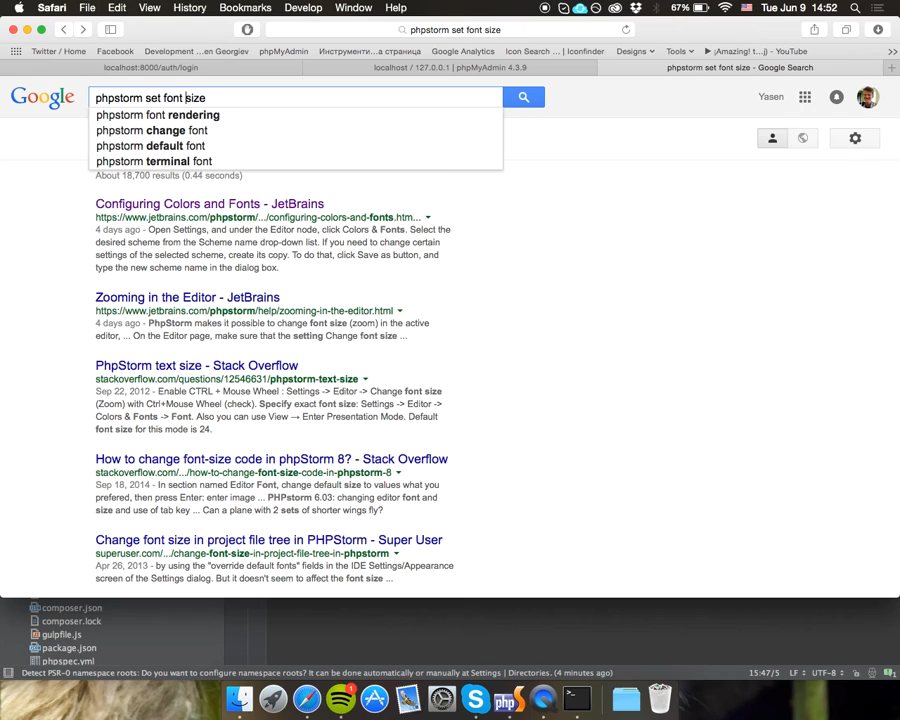 Safari File Edit View History Bookmarks Develop Window Help 67% Tue Jun 9 14:52
phpstorm set font size
Twitter / Home Facebook Development ... en Georgiev phpMyAdmin Инструменти...а страница Google Analytics Icon Search ... | Iconfinder Designs Tools ¡Amazing! t...j) - YouTube
localhost:8000/auth/login localhost / 127.0.0.1 | phpMyAdmin 4.3.9 phpstorm set font size - Google Search
Google phpstorm set font size Yasen
phpstorm font rendering
phpstorm change font
phpstorm default font
phpstorm terminal font
About 18,700 results (0.44 seconds)
Configuring Colors and Fonts - JetBrains
https://www.jetbrains.com/phpstorm/.../configuring-colors-and-fonts.htm...
4 days ago - Open Settings, and under the Editor node, click Colors & Fonts. Select the
desired scheme from the Scheme name drop-down list. If you need to change certain
settings of the selected scheme, create its copy. To do that, click Save as button, and
type the new scheme name in the dialog box.
Zooming in the Editor - JetBrains
https://www.jetbrains.com/phpstorm/help/zooming-in-the-editor.html
4 days ago - PhpStorm makes it possible to change font size (zoom) in the active
editor, ... On the Editor page, make sure that the setting Change font size ...
PhpStorm text size - Stack Overflow
stackoverflow.com/questions/12546631/phpstorm-text-size
Sep 22, 2012 - Enable CTRL + Mouse Wheel : Settings -> Editor -> Change font size
(Zoom) with Ctrl+Mouse Wheel (check). Specify exact font size: Settings -> Editor ->
Colors & Fonts -> Font. Also you can use View → Enter Presentation Mode. Default
font size for this mode is 24.
How to change font-size code in phpStorm 8? - Stack Overflow
stackoverflow.com/.../how-to-change-font-size-code-in-phpstorm-8
Sep 18, 2014 - In section named Editor Font, change default size to values what you
prefered, then press Enter: enter image ... PHPstorm 6.03: changing editor font and
size and use of tab key ... Can a plane with 2 sets of shorter wings fly?
Change font size in project file tree in PHPStorm - Super User
superuser.com/.../change-font-size-in-project-file-tree-in-phpstorm
Apr 26, 2013 - by using the "override default fonts" fields in the IDE Settings/Appearance
screen of the Settings dialog. But it doesn't seem to affect the font size ...
composer.json
composer.lock
gulpfile.js
package.json
phpspec.yml
Detect PSR-0 namespace roots: Do you want to configure namespace roots? It can be done automatically or manually at Settings | Directories. (4 minutes ago) 15:47/5 LF UTF-8
1 php